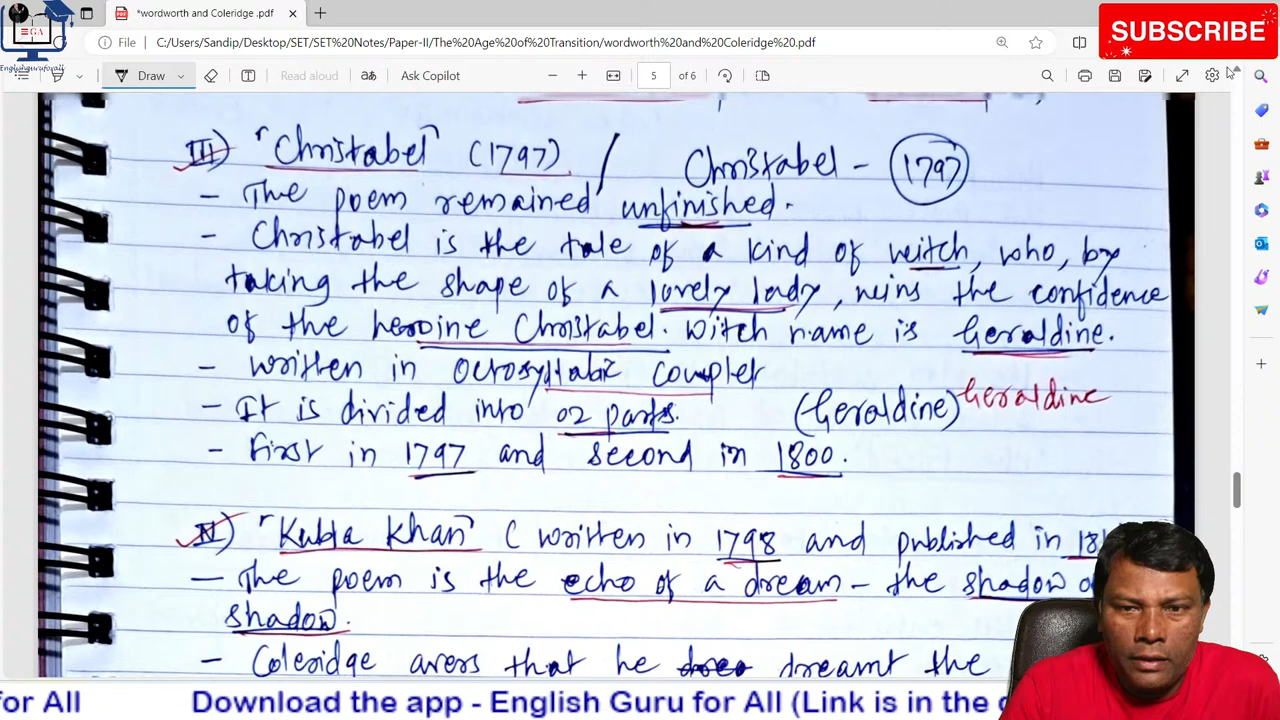 *wordworth and Coleridge .pdf
SUBSCRIBE
EGA
Englishguruforall
File C:/Users/Sandip/Desktop/SET/SET%20Notes/Paper-II/The%20Age%20of%20Transition/wordworth%20and%20Coleridge%20.pdf
Draw Read aloud Ask Copilot 5 of 6
III) "Christabel" (1797) / Christabel - 1797
- The poem remained unfinished.
- Christabel is the tale of a kind of witch, who, by
taking the shape of a lovely lady, wins the confidence
of the heroine Christabel. Witch name is Geraldine.
- Written in Octosyllabic couplet
- It is divided into 02 parts. (Geraldine) Geraldine
- First in 1797 and second in 1800.
IV) "Kubla Khan" ( written in 1798 and published in
- The poem is the echo of a dream - the shadow
shadow.
- Coleridge avers that he dreamt the
for All Download the app - English Guru for All (Link is in the